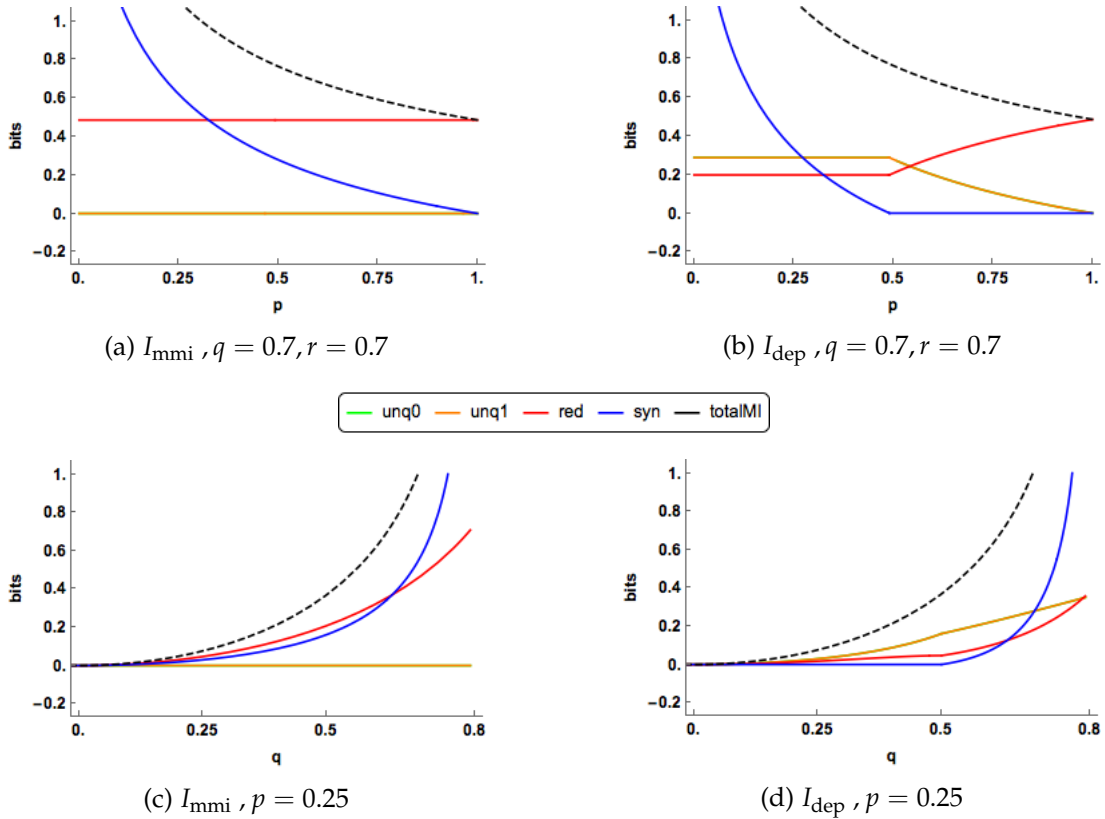 1.
0.8
0.6
0.4
0.2
0.
−0.2
bits
0. 0.25 0.5 0.75 1.
p
(a) I_mmi , q = 0.7, r = 0.7
1.
0.8
0.6
0.4
0.2
0.
−0.2
bits
0. 0.25 0.5 0.75 1.
p
(b) I_dep , q = 0.7, r = 0.7
unq0 unq1 red syn totalMI
1.
0.8
0.6
0.4
0.2
0.
−0.2
bits
0. 0.25 0.5 0.8
q
(c) I_mmi , p = 0.25
1.
0.8
0.6
0.4
0.2
0.
−0.2
bits
0. 0.25 0.5 0.8
q
(d) I_dep , p = 0.25